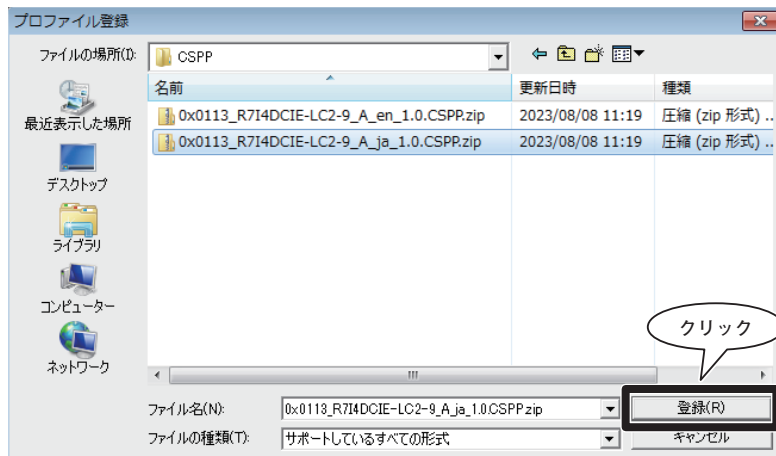 プロファイル登録
ファイルの場所(I):
CSPP
名前
更新日時
種類
0x0113_R7I4DCIE-LC2-9_A_en_1.0.CSPP.zip
2023/08/08 11:19
圧縮 (zip 形式) ...
0x0113_R7I4DCIE-LC2-9_A_ja_1.0.CSPP.zip
2023/08/08 11:19
圧縮 (zip 形式) ...
最近表示した場所
デスクトップ
ライブラリ
コンピューター
ネットワーク
クリック
ファイル名(N):
0x0113_R7I4DCIE-LC2-9_A_ja_1.0.CSPP.zip
登録(R)
ファイルの種類(T):
サポートしているすべての形式
キャンセル